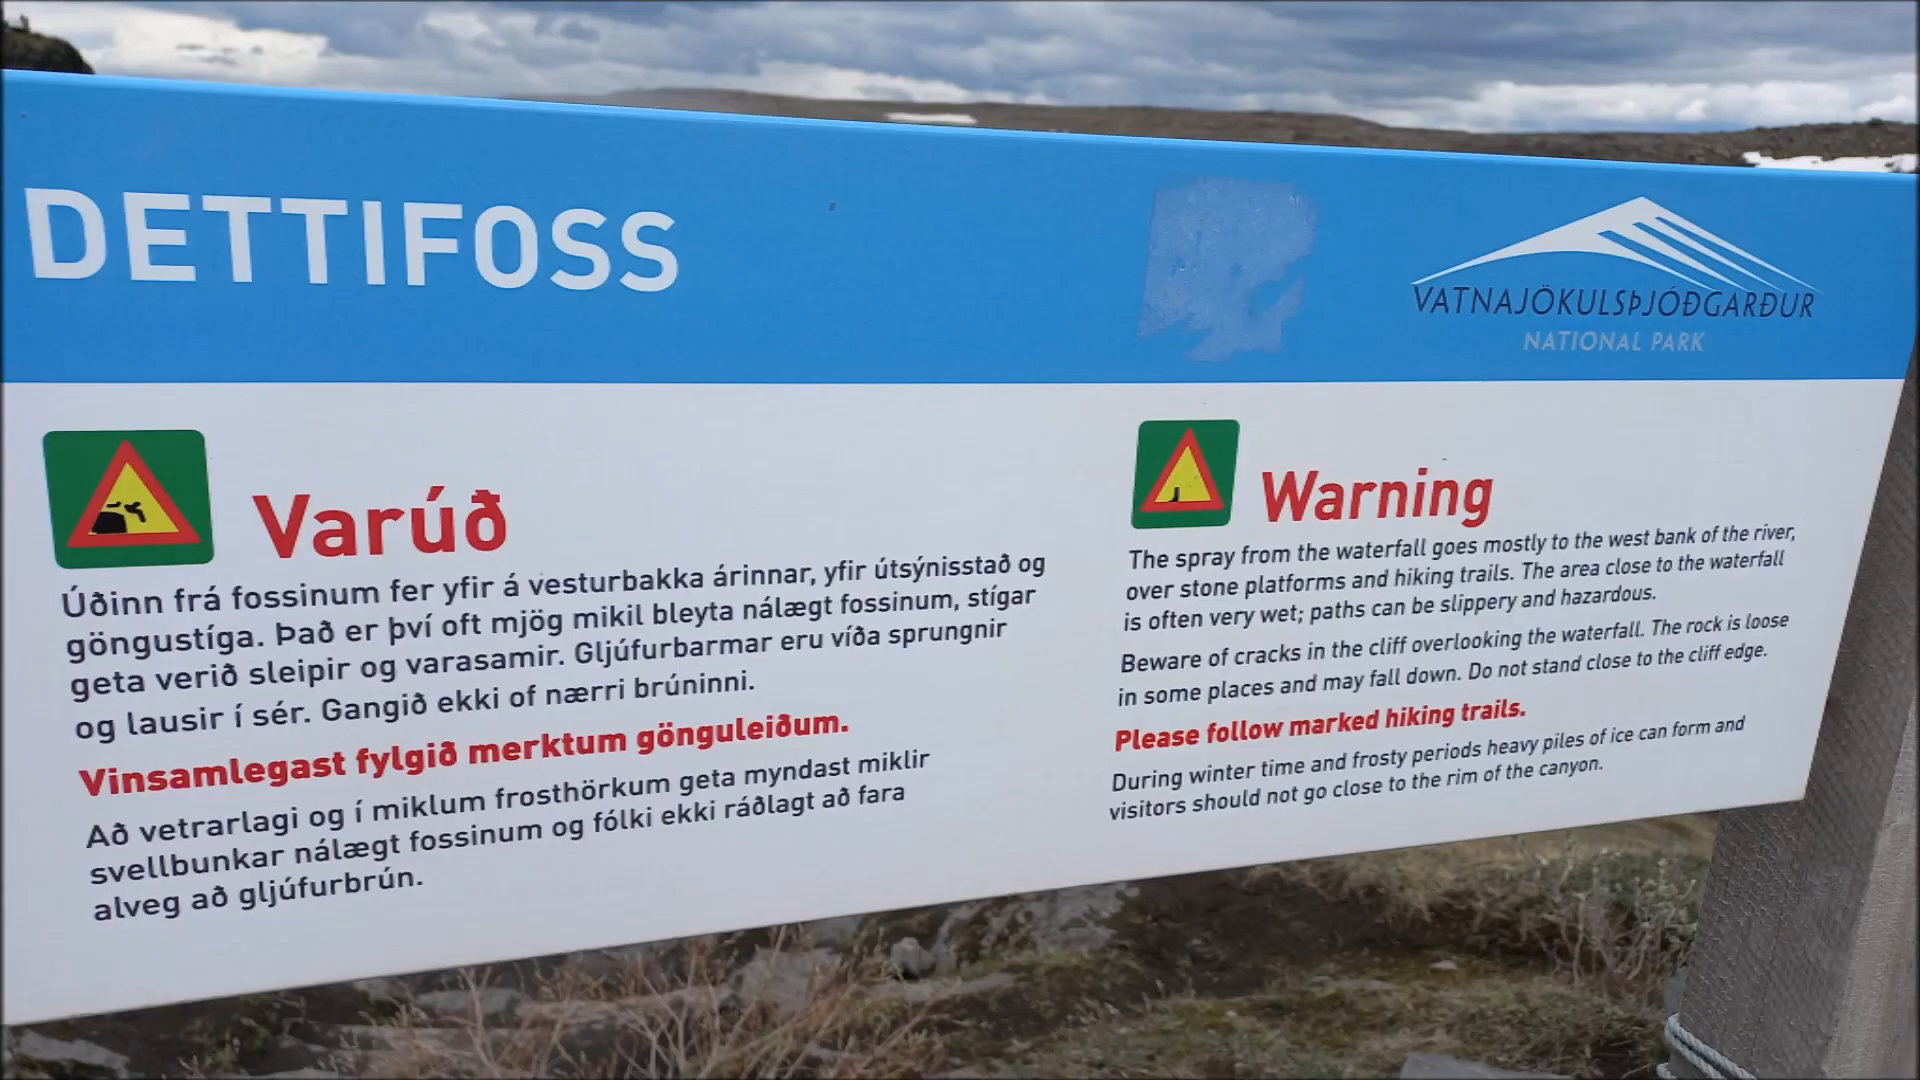 DETTIFOSS
VATNAJÖKULSÞJÓÐGARÐUR
NATIONAL PARK
Varúð
Úðinn frá fossinum fer yfir á vesturbakka árinnar, yfir útsýnisstað og
göngustíga. Það er því oft mjög mikil bleyta nálægt fossinum, stígar
geta verið sleipir og varasamir. Gljúfurbarmar eru víða sprungnir
og lausir í sér. Gangið ekki of nærri brúninni.
Vinsamlegast fylgið merktum gönguleiðum.
Að vetrarlagi og í miklum frosthörkum geta myndast miklir
svellbunkar nálægt fossinum og fólki ekki ráðlagt að fara
alveg að gljúfurbrún.
Warning
The spray from the waterfall goes mostly to the west bank of the river,
over stone platforms and hiking trails. The area close to the waterfall
is often very wet; paths can be slippery and hazardous.
Beware of cracks in the cliff overlooking the waterfall. The rock is loose
in some places and may fall down. Do not stand close to the cliff edge.
Please follow marked hiking trails.
During winter time and frosty periods heavy piles of ice can form and
visitors should not go close to the rim of the canyon.